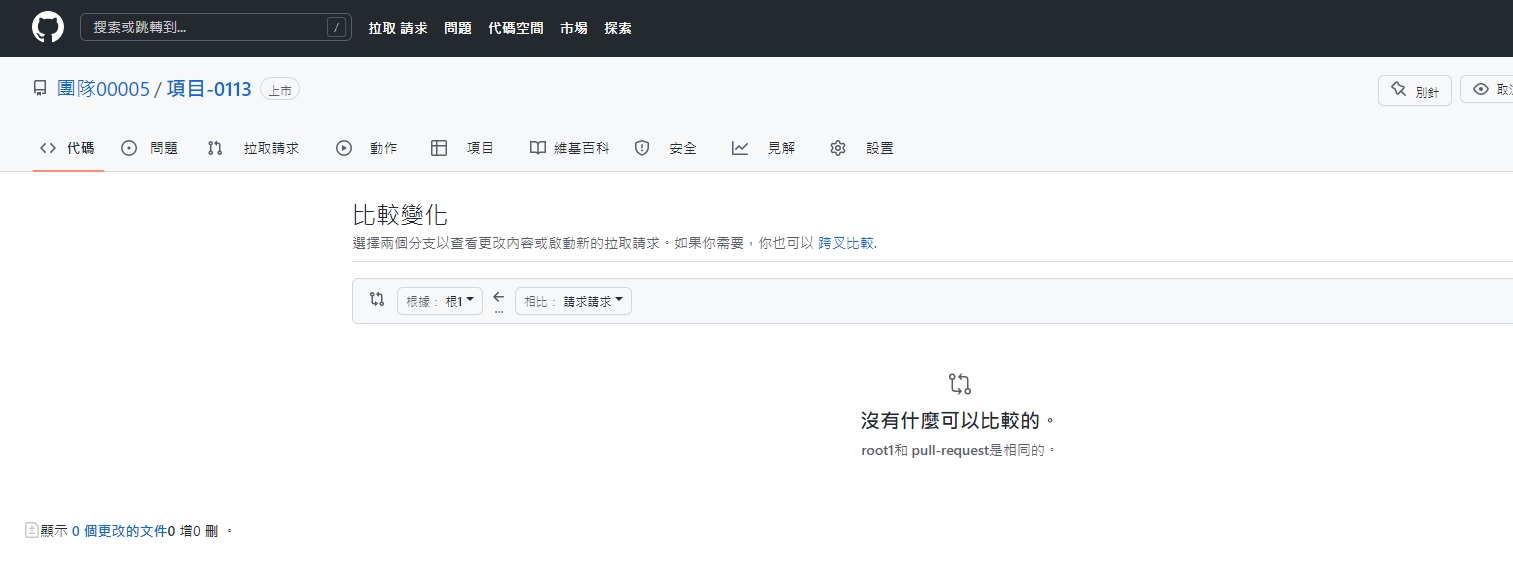 搜索或跳轉到... / 拉取 請求 問題 代碼空間 市場 探索
團隊00005 / 項目-0113 上市 別針
代碼 問題 拉取請求 動作 項目 維基百科 安全 見解 設置
比較變化
選擇兩個分支以查看更改內容或啟動新的拉取請求。如果你需要，你也可以 跨叉比較.
根據： 根1 ... 相比： 請求請求
沒有什麼可以比較的。
root1和 pull-request是相同的。
顯示 0 個更改的文件0 增0 刪 。